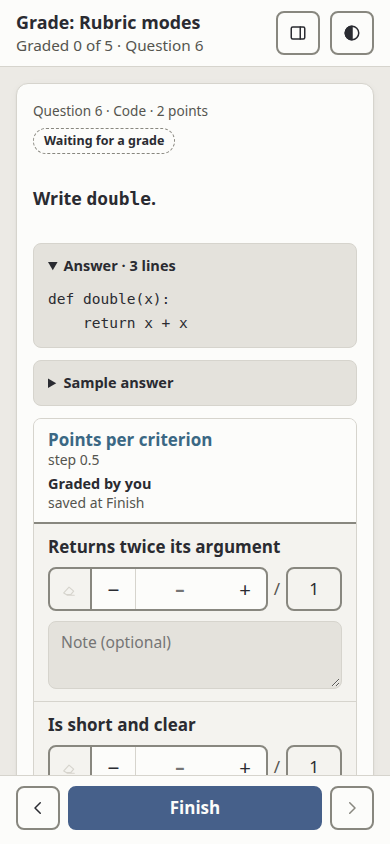 Grade: Rubric modes
Graded 0 of 5 · Question 6
Question 6 · Code · 2 points
Waiting for a grade
Write double.
▼ Answer · 3 lines
def double(x):
    return x + x
▶ Sample answer
Points per criterion
step 0.5
Graded by you
saved at Finish
Returns twice its argument
− – + / 1
Note (optional)
Is short and clear
− – + / 1
Finish